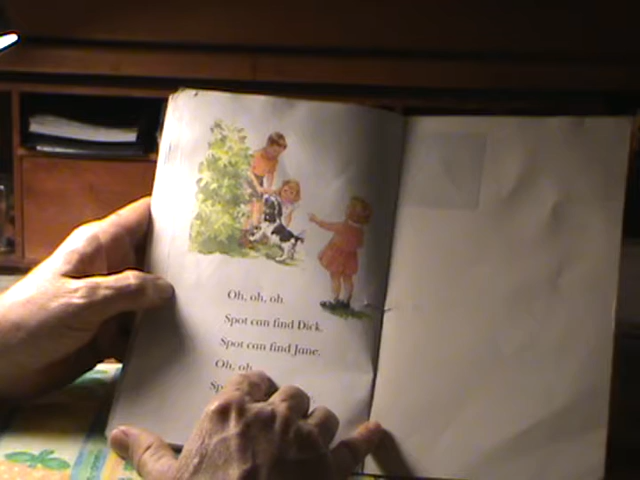 Oh, oh, oh.
Spot can find Dick.
Spot can find Jane.
Oh, oh